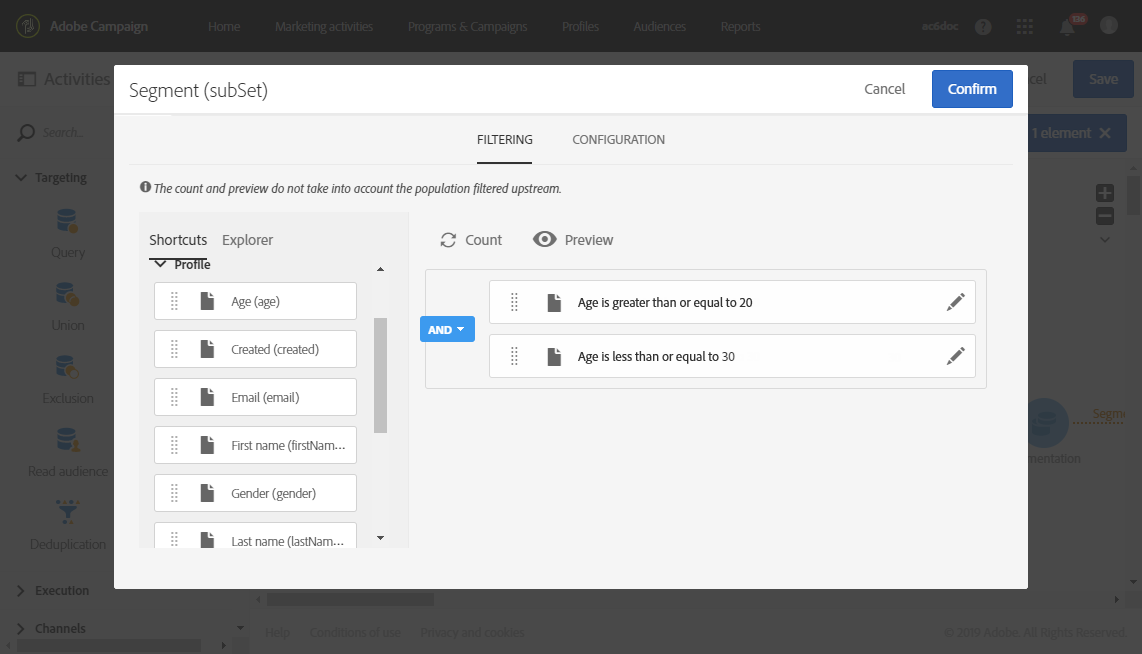 Adobe Campaign
Home
Marketing activities
Programs & Campaigns
Profiles
Audiences
Reports
ac6doc
136
Activities
cel
Save
Segment (subSet)
Cancel
Confirm
Search...
FILTERING
CONFIGURATION
1 element
Targeting
The count and preview do not take into account the population filtered upstream.
Shortcuts
Explorer
Count
Preview
Query
Profile
Age (age)
Age is greater than or equal to 20
AND
Union
Created (created)
Age is less than or equal to 30
Exclusion
Email (email)
Segme
First name (firstNam...
mentation
Read audience
Gender (gender)
Deduplication
Last name (lastNam...
Execution
Channels
Help
Conditions of use
Privacy and cookies
© 2019 Adobe. All Rights Reserved.